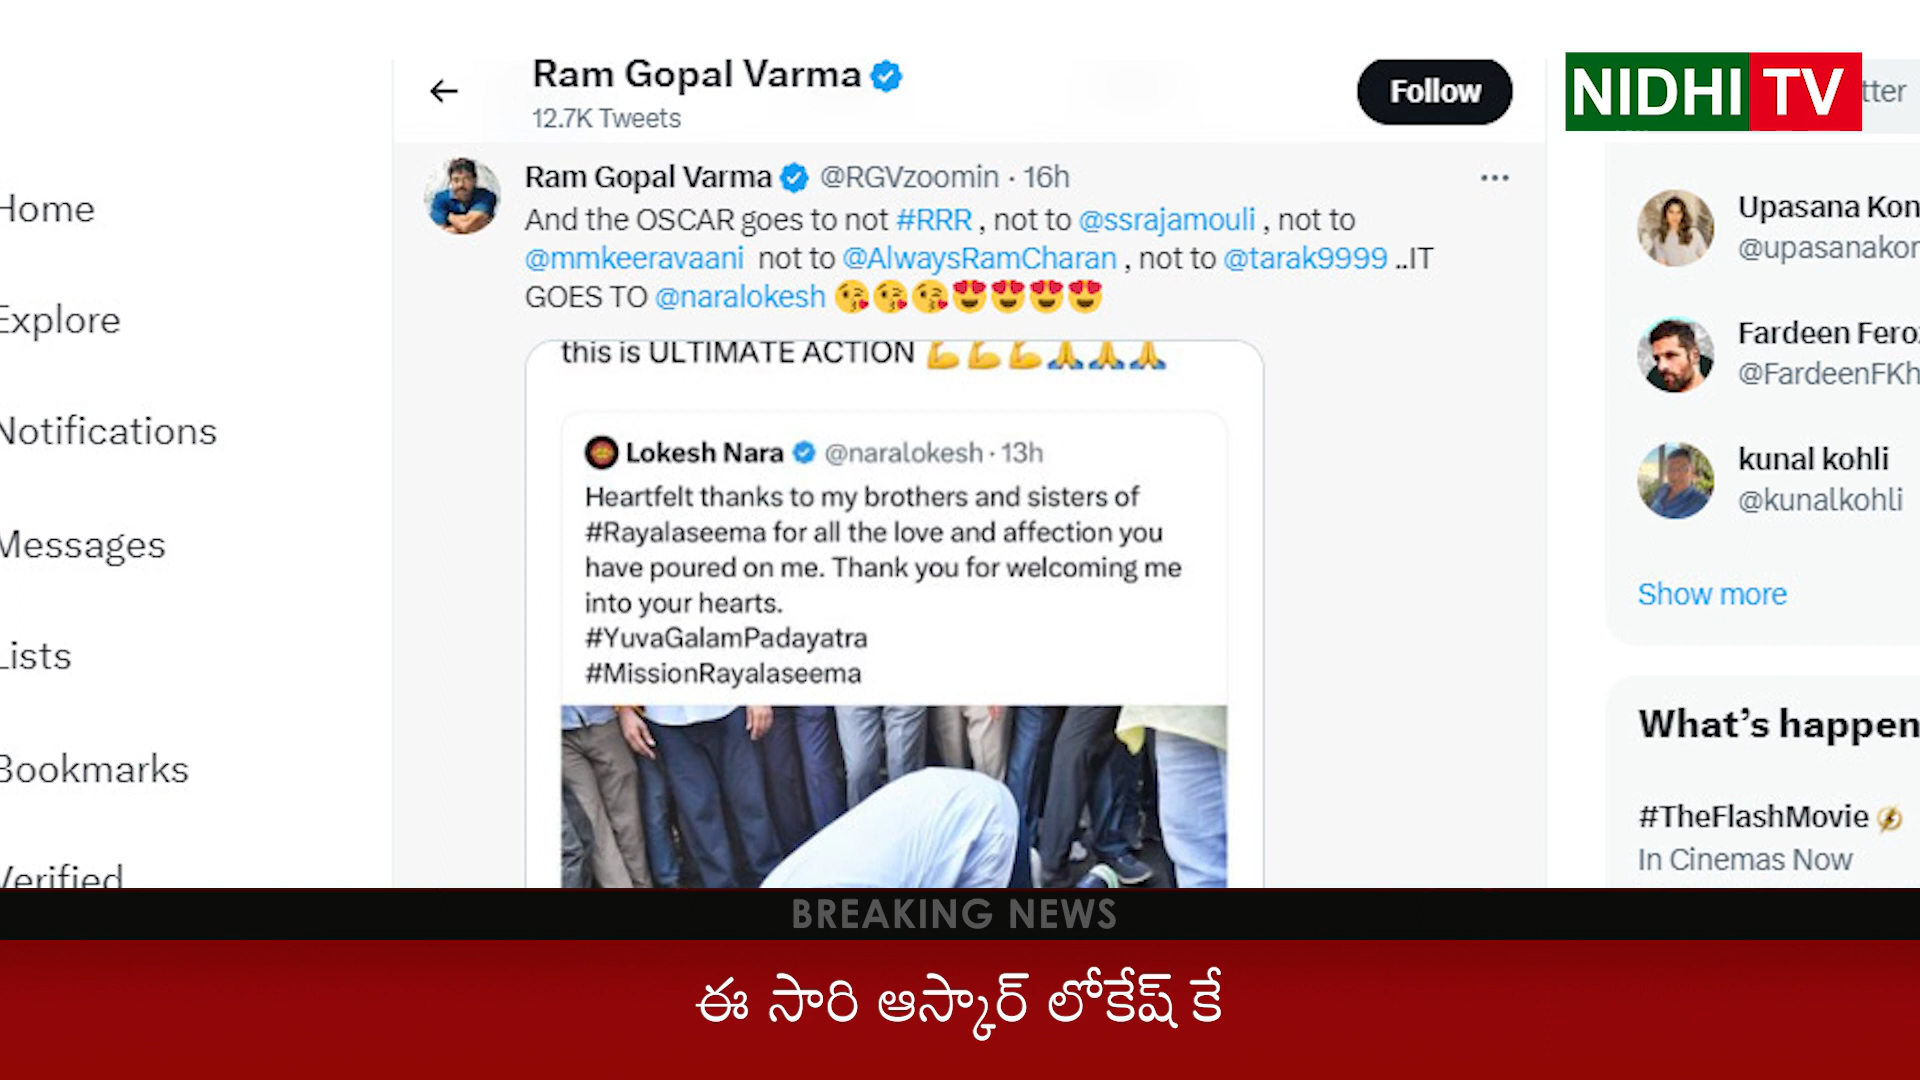 Ram Gopal Varma
12.7K Tweets
Follow
NIDHI TV
tter
Home
Explore
Notifications
Messages
Lists
Bookmarks
Verified
Ram Gopal Varma @RGVzoomin · 16h
And the OSCAR goes to not #RRR , not to @ssrajamouli , not to
@mmkeeravaani not to @AlwaysRamCharan , not to @tarak9999 ..IT
GOES TO @naralokesh 😘😘😘😍😍😍😍
this is ULTIMATE ACTION 💪💪💪🙏🙏🙏
Lokesh Nara @naralokesh · 13h
Heartfelt thanks to my brothers and sisters of
#Rayalaseema for all the love and affection you
have poured on me. Thank you for welcoming me
into your hearts.
#YuvaGalamPadayatra
#MissionRayalaseema
Upasana Kon
@upasanakor
Fardeen Fero
@FardeenFKh
kunal kohli
@kunalkohli
Show more
What's happen
#TheFlashMovie
In Cinemas Now
BREAKING NEWS
ఈ సారి ఆస్కార్ లోకేష్ కే